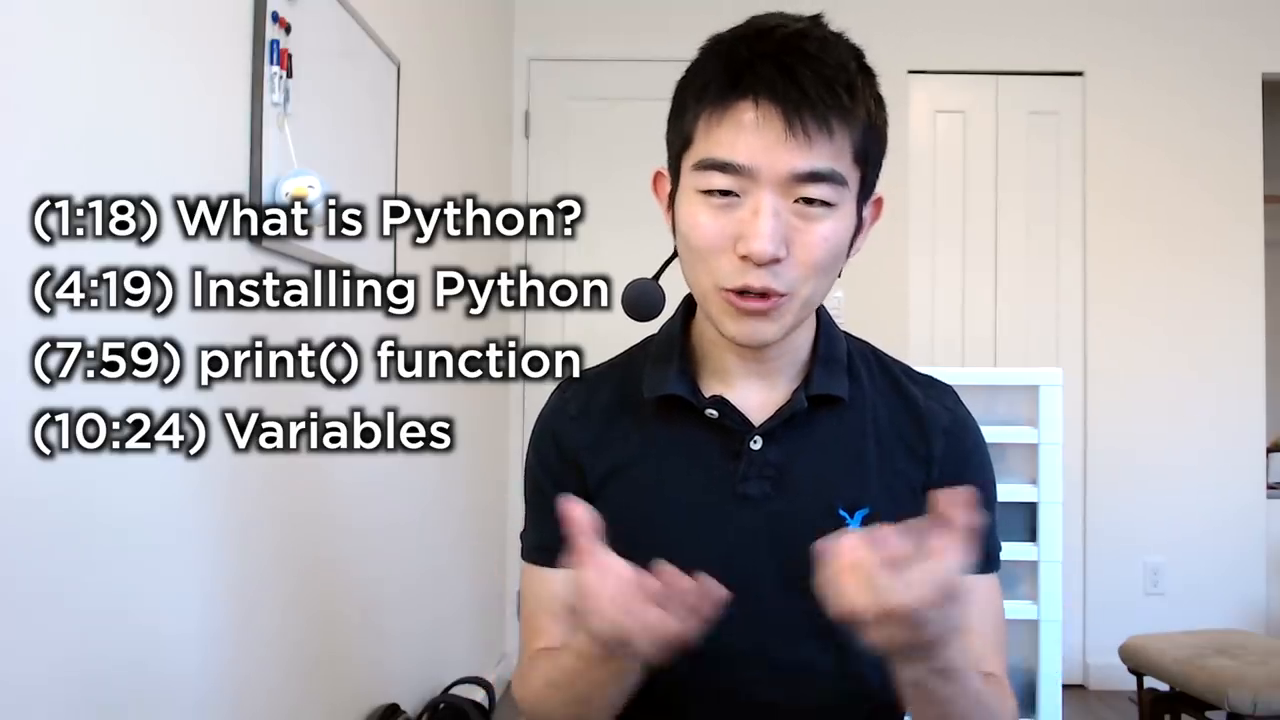 (1:18) What is Python?
(4:19) Installing Python
(7:59) print() function
(10:24) Variables